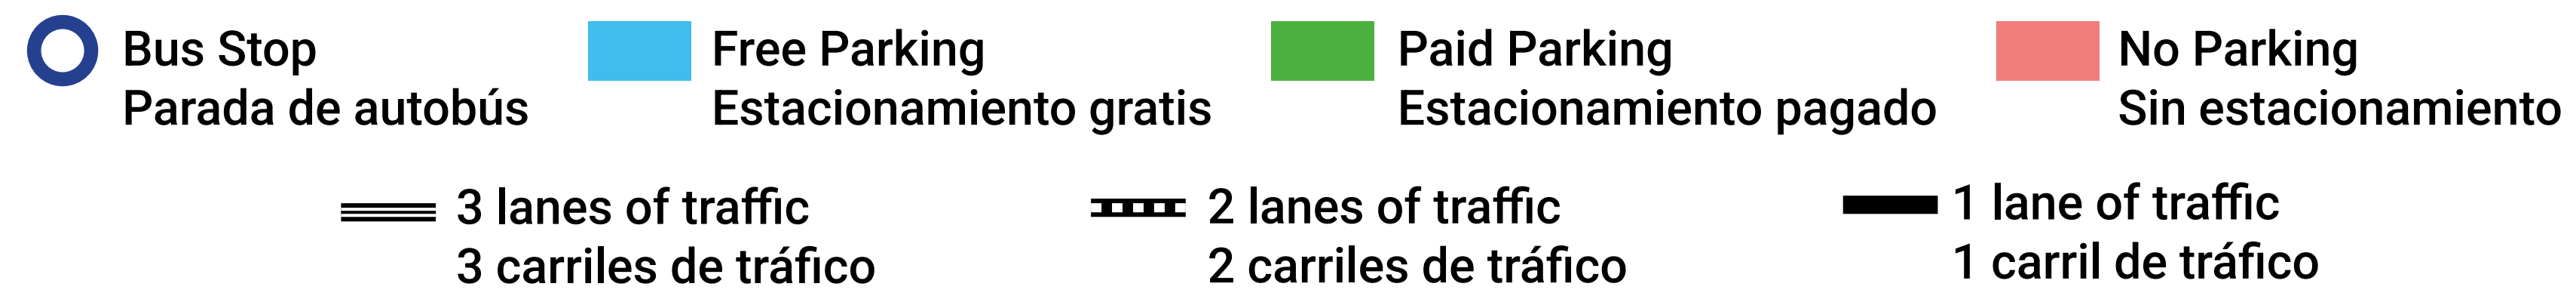 Bus Stop
Parada de autobús
Free Parking
Estacionamiento gratis
Paid Parking
Estacionamiento pagado
No Parking
Sin estacionamiento
3 lanes of traffic
3 carriles de tráfico
2 lanes of traffic
2 carriles de tráfico
1 lane of traffic
1 carril de tráfico